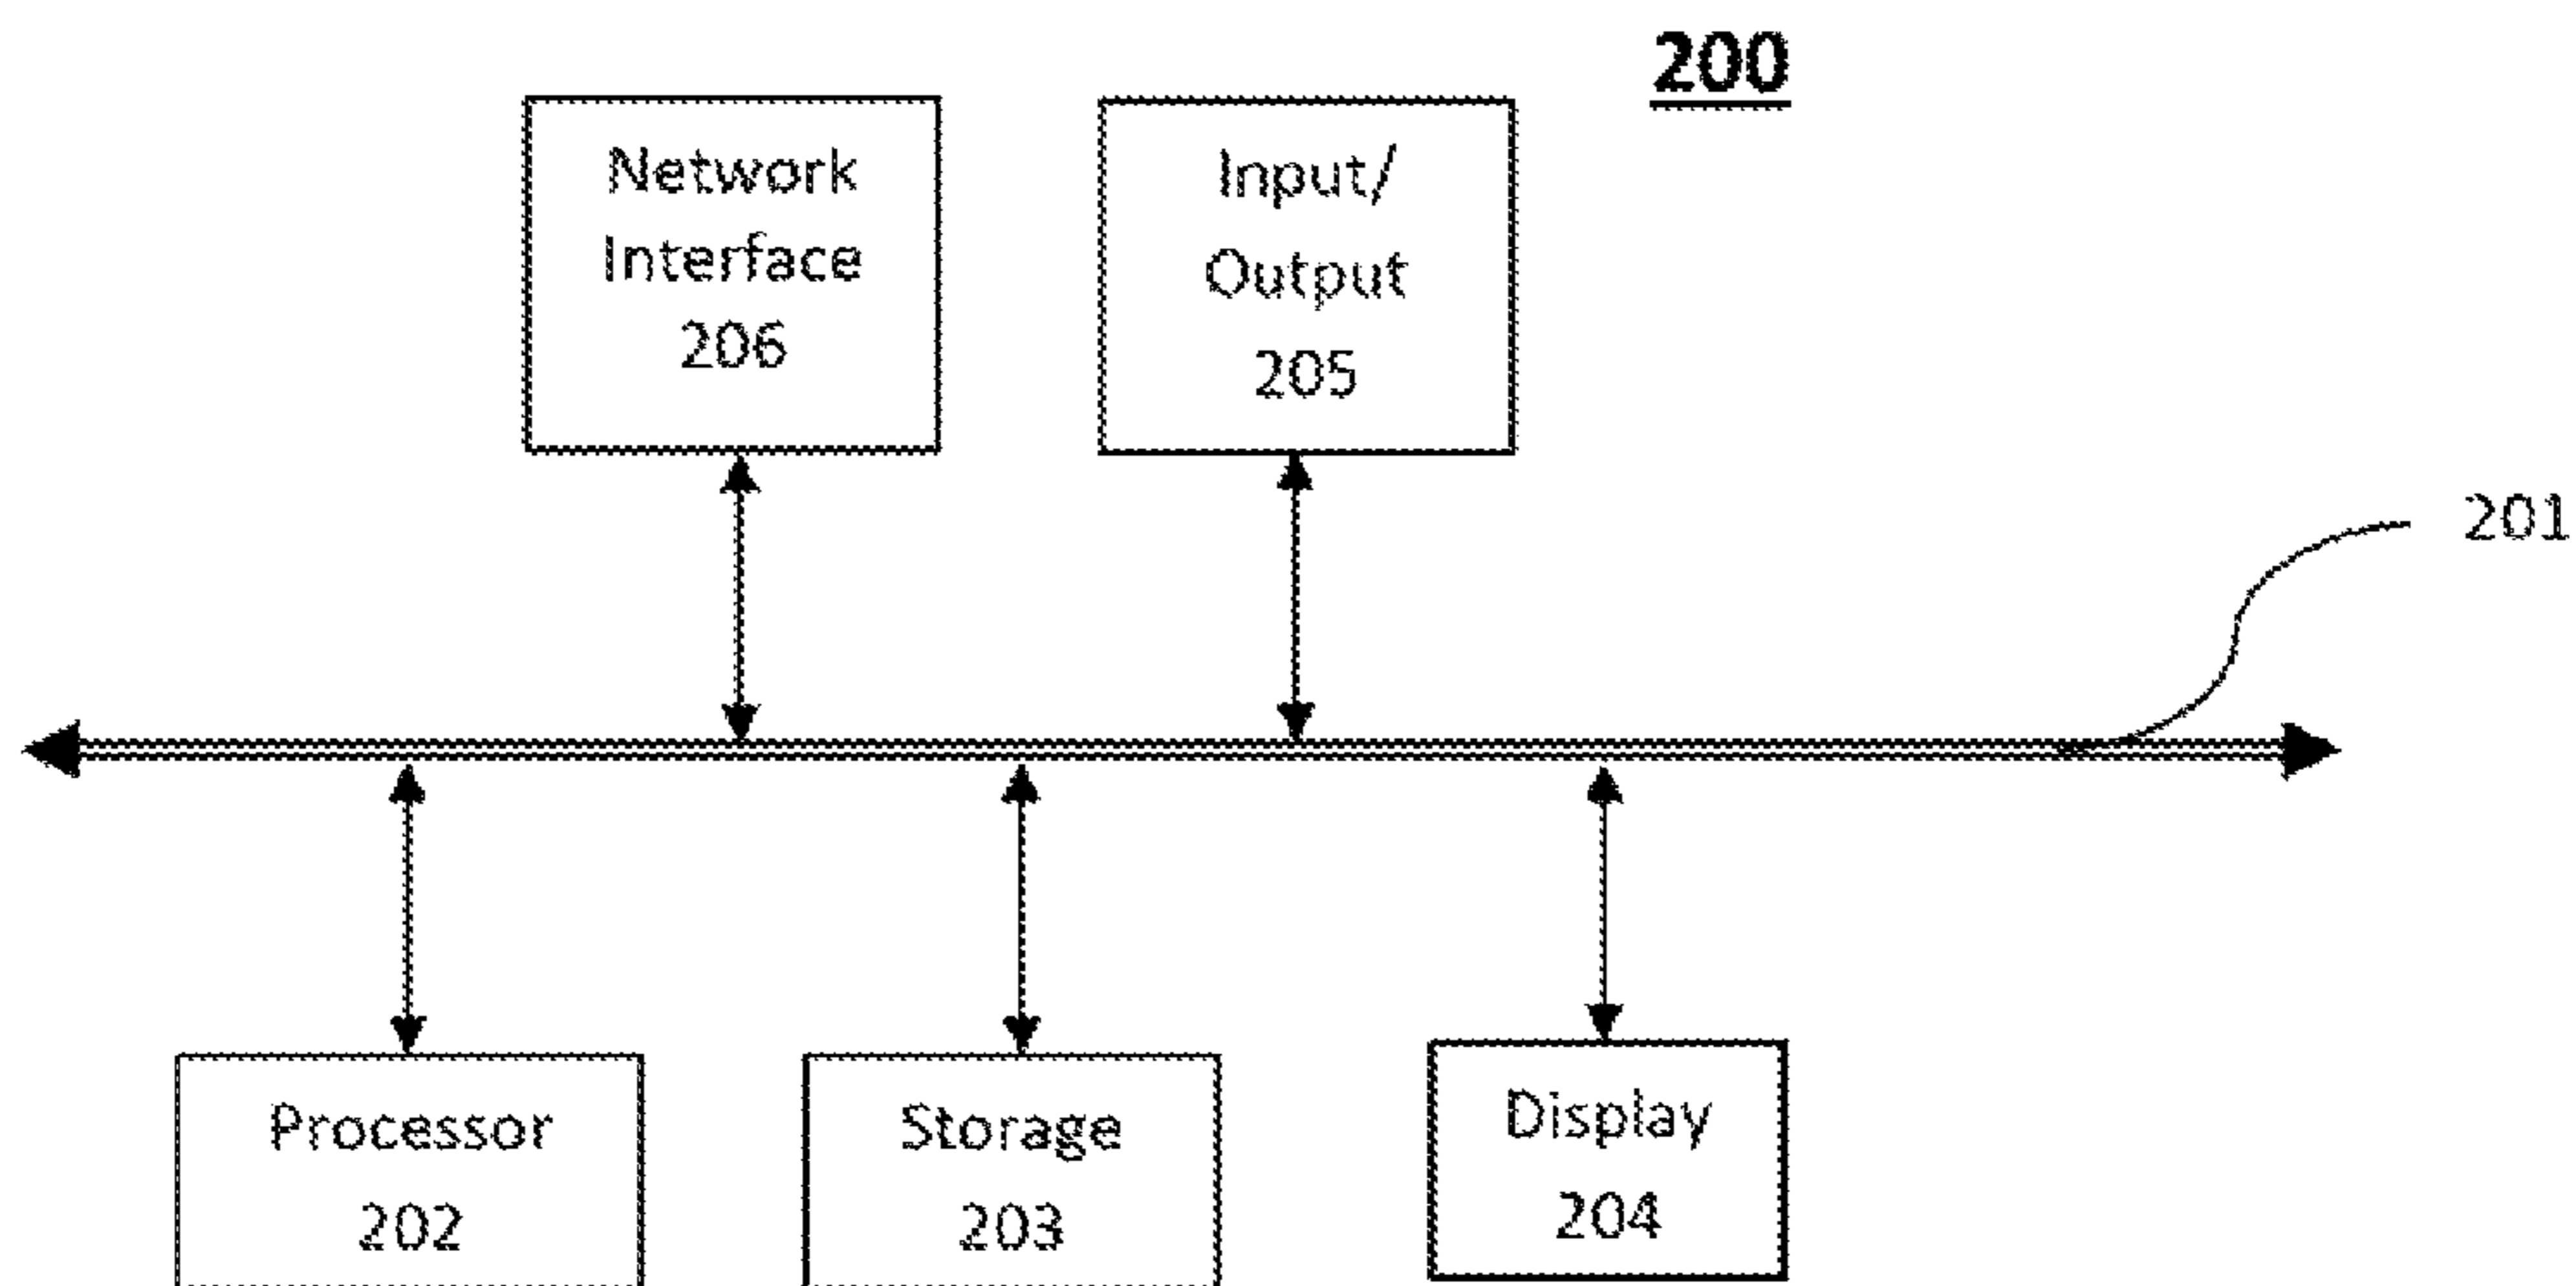 200
Network
Interface
206
Input/
Output
205
201
Processor
202
Storage
203
Display
204